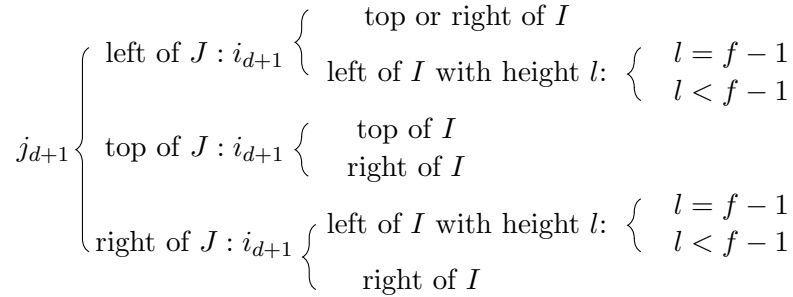 top or right of I
left of J : i_{d+1}
left of I with height l: l = f − 1
l < f − 1
j_{d+1}
top of J : i_{d+1}
top of I
right of I
right of J : i_{d+1}
left of I with height l: l = f − 1
l < f − 1
right of I